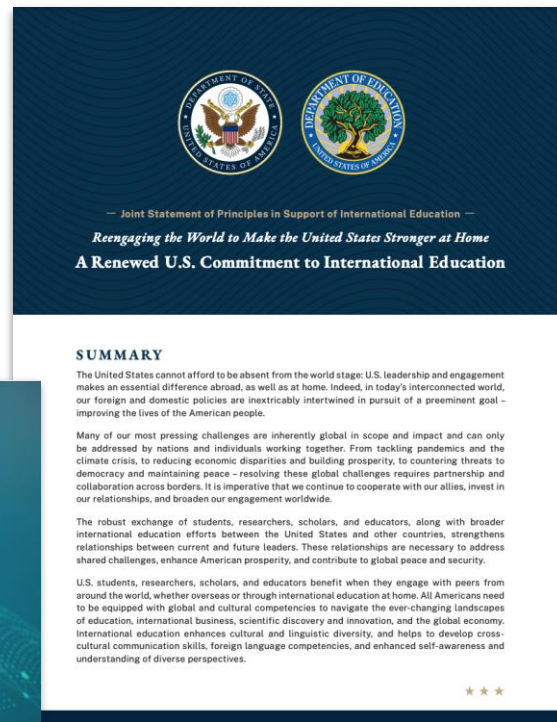 DEPARTMENT OF STATE
UNITED STATES OF AMERICA
DEPARTMENT OF EDUCATION
UNITED STATES OF AMERICA
— Joint Statement of Principles in Support of International Education —
Reengaging the World to Make the United States Stronger at Home
A Renewed U.S. Commitment to International Education
SUMMARY
The United States cannot afford to be absent from the world stage: U.S. leadership and engagement
makes an essential difference abroad, as well as at home. Indeed, in today's interconnected world,
our foreign and domestic policies are inextricably intertwined in pursuit of a preeminent goal –
improving the lives of the American people.
Many of our most pressing challenges are inherently global in scope and impact and can only
be addressed by nations and individuals working together. From tackling pandemics and the
climate crisis, to reducing economic disparities and building prosperity, to countering threats to
democracy and maintaining peace – resolving these global challenges requires partnership and
collaboration across borders. It is imperative that we continue to cooperate with our allies, invest in
our relationships, and broaden our engagement worldwide.
The robust exchange of students, researchers, scholars, and educators, along with broader
international education efforts between the United States and other countries, strengthens
relationships between current and future leaders. These relationships are necessary to address
shared challenges, enhance American prosperity, and contribute to global peace and security.
U.S. students, researchers, scholars, and educators benefit when they engage with peers from
around the world, whether overseas or through international education at home. All Americans need
to be equipped with global and cultural competencies to navigate the ever-changing landscapes
of education, international business, scientific discovery and innovation, and the global economy.
International education enhances cultural and linguistic diversity, and helps to develop cross-
cultural communication skills, foreign language competencies, and enhanced self-awareness and
understanding of diverse perspectives.